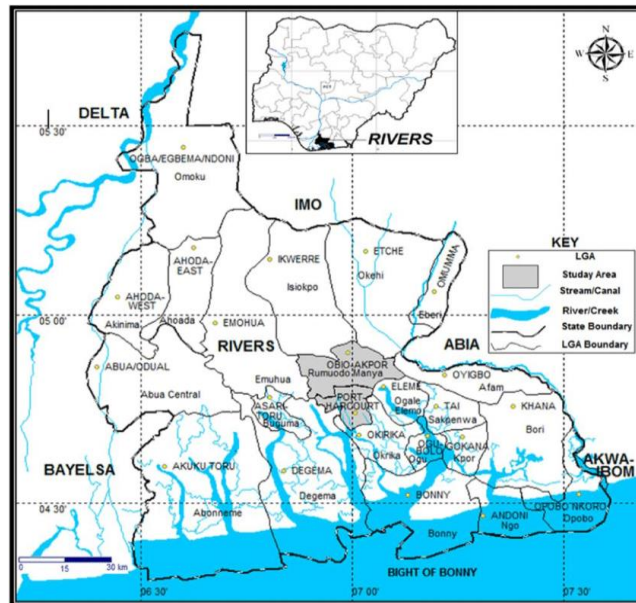 RIVERS
N
W
E
S
DELTA
05 30
OGBA/EGBEMA/NDONI
Omoku
IMO
KEY
LGA
Studay Area
Stream/Canal
River/Creek
State Boundary
LGA Boundary
AHODA-
EAST
IKWERRE
ETCHE
OMUMMA
AHODA-
WEST
Isiokpo
Okehi
Eberi
Akinima
Ahoada
EMOHUA
05 00
RIVERS
ABIA
OBIO-AKPOR
Rumuodo Manya
ABUA/ODUAL
Emuhua
OYIGBO
Afam
Abua Central
ASARI-
TORU
Buguma
PORT-
HARCOURT
ELEME
Ogale
Elemo
TAI
Sakpenwa
KHANA
Bori
OKIRIKA
Okrika
OGU-
BOLO
Ogu
GOKANA
Kpor
BAYELSA
AKUKU TORU
DEGEMA
Degema
AKWA-
IBOM
04 30
Abonneme
BONNY
Bonny
ANDONI
Ngo
OPOBO NKORO
Opobo
0
15
30 km
BIGHT OF BONNY
06 30
07 00
07 30